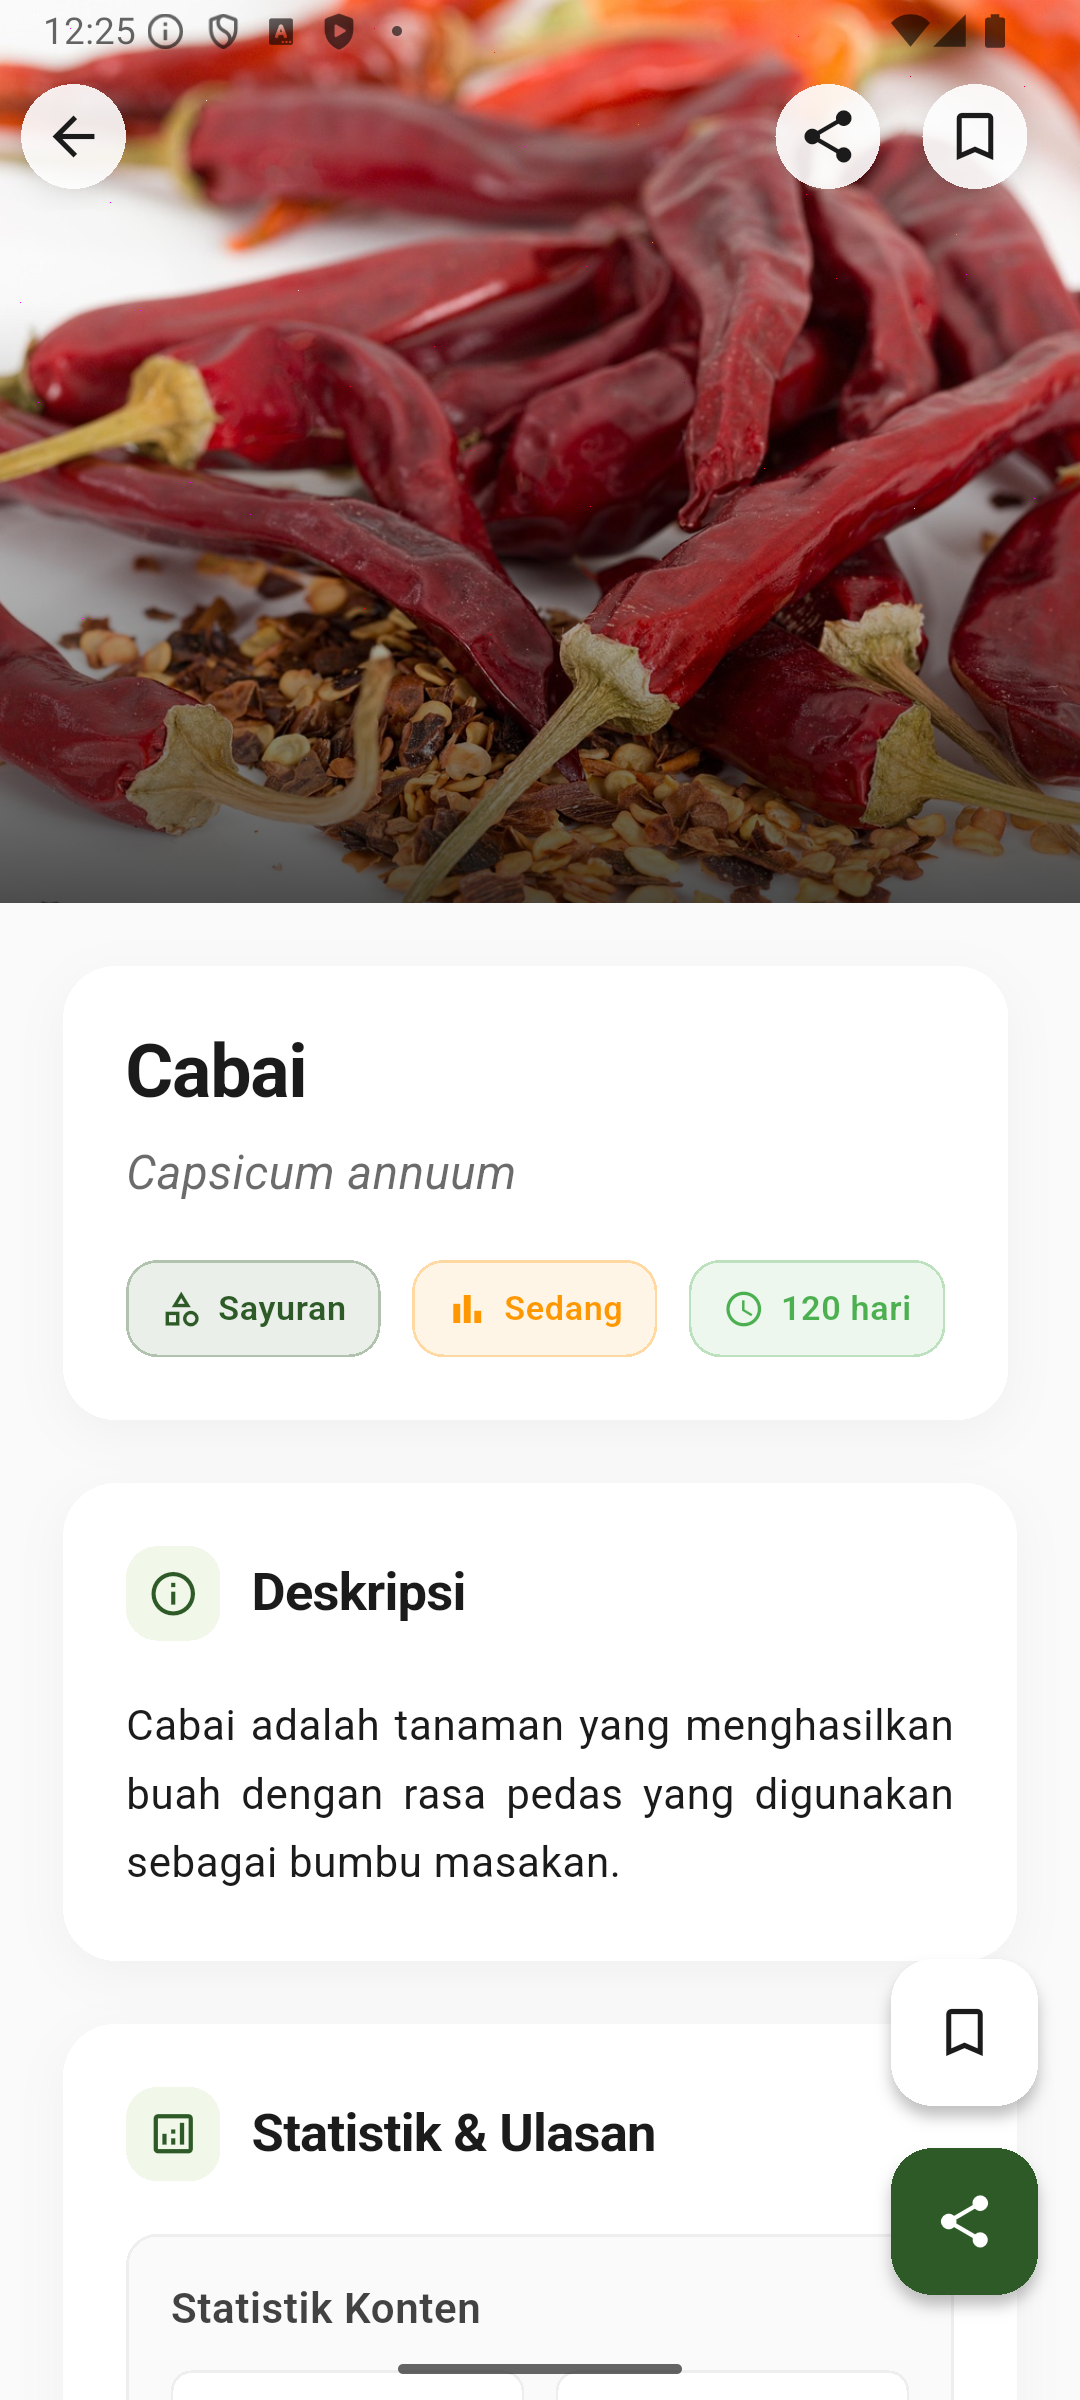 12:25
Cabai
Capsicum annuum
Sayuran
Sedang
120 hari
Deskripsi
Cabai adalah tanaman yang menghasilkan
buah dengan rasa pedas yang digunakan
sebagai bumbu masakan.
Statistik & Ulasan
Statistik Konten